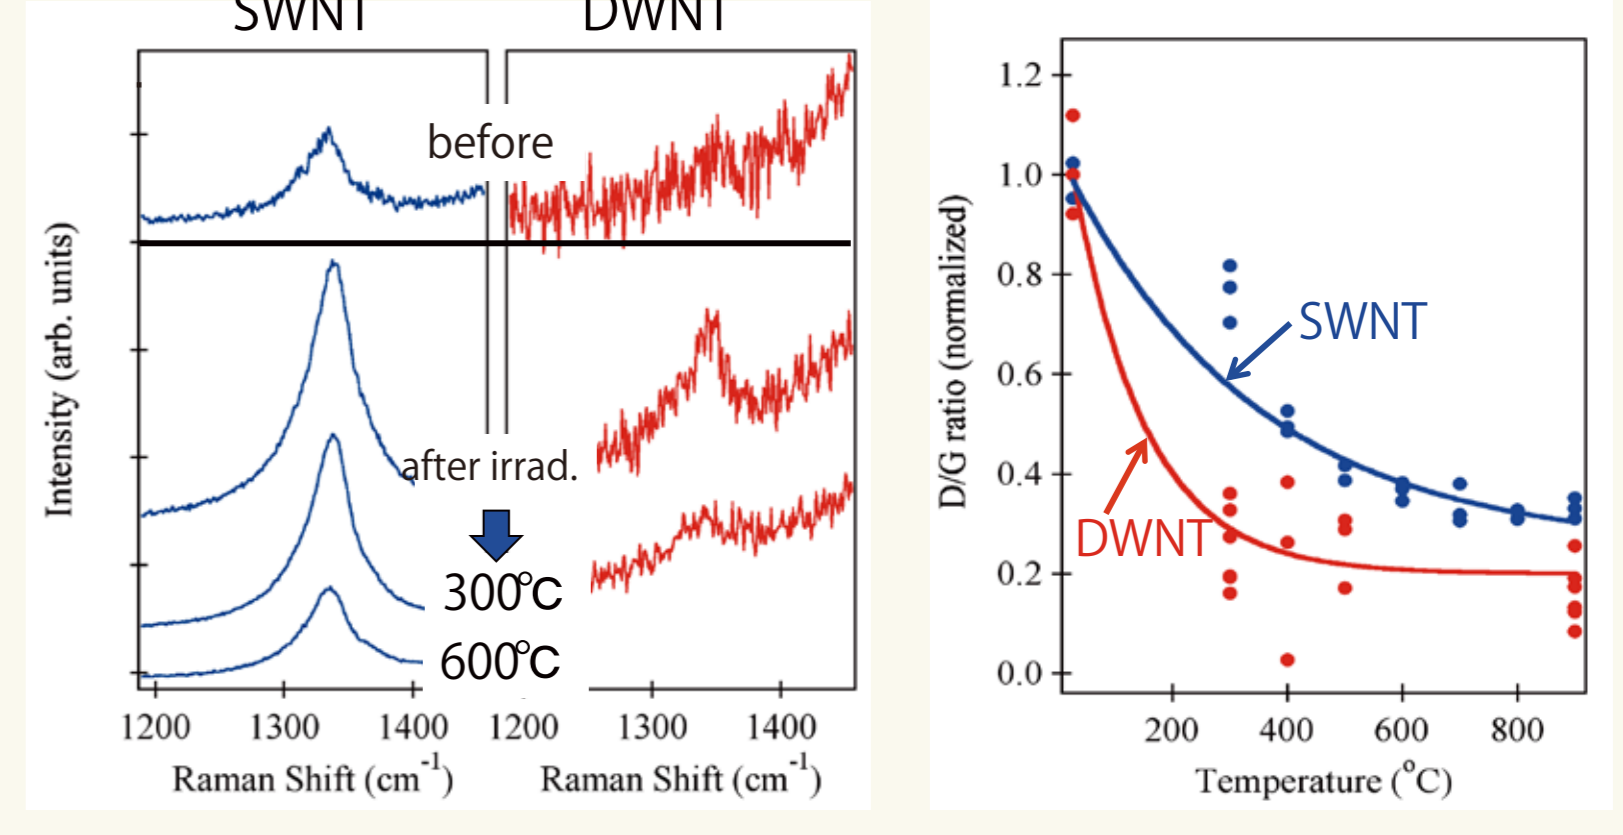 SWNT
DWNT
before
after irrad.
300℃
600℃
Intensity (arb. units)
1200
1300
1400
1200
1300
1400
Raman Shift (cm-1)
Raman Shift (cm-1)
D/G ratio (normalized)
1.2
1.0
0.8
0.6
0.4
0.2
0.0
SWNT
DWNT
200
400
600
800
Temperature (°C)